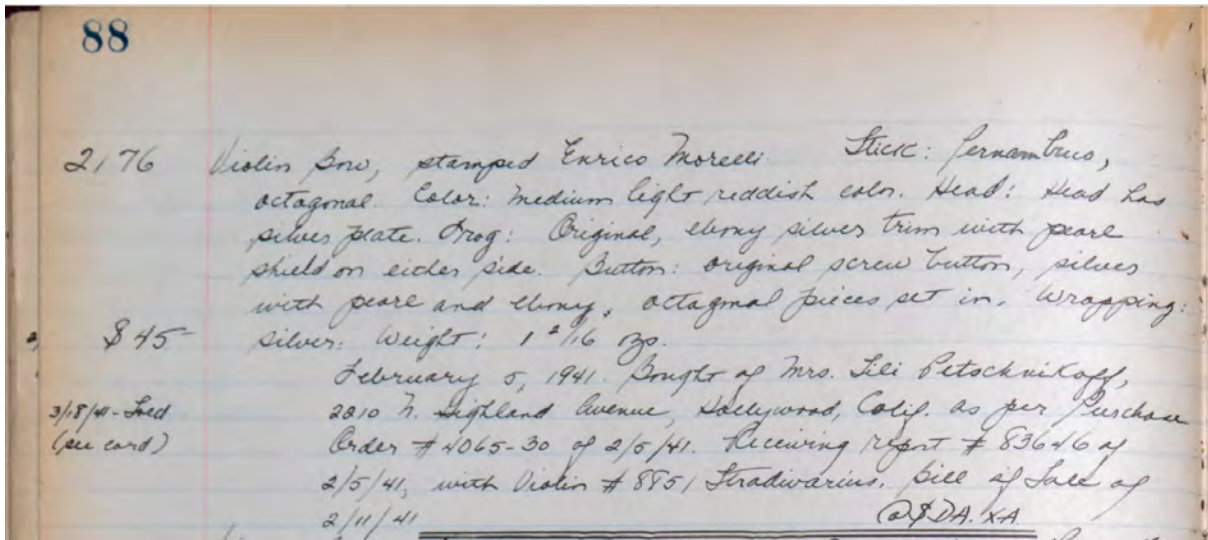 88
2176 Violin Bow, stamped Enrico Morelli. Stick: Pernambuco,
octagonal. Color: Medium light reddish color. Head: Head has
silver plate. Frog: Original, ebony silver trim with pearl
shield on either side. Button: original screw button, silver
with pearl and ebony, octagonal pieces set in. Wrapping:
$45- silver. Weight: 1 2/16 ozs.
February 5, 1941. Bought of Mrs. Lili Petschnikoff,
3/18/41 - Sold 2010 N. Highland Avenue, Hollywood, Calif. as per Purchase
(see card) Order #4065-30 of 2/5/41. Receiving report # 83646 of
2/5/41, with Violin # 8851 Stradivarius. Bill of Sale of
2/11/41 @ $DA.XA